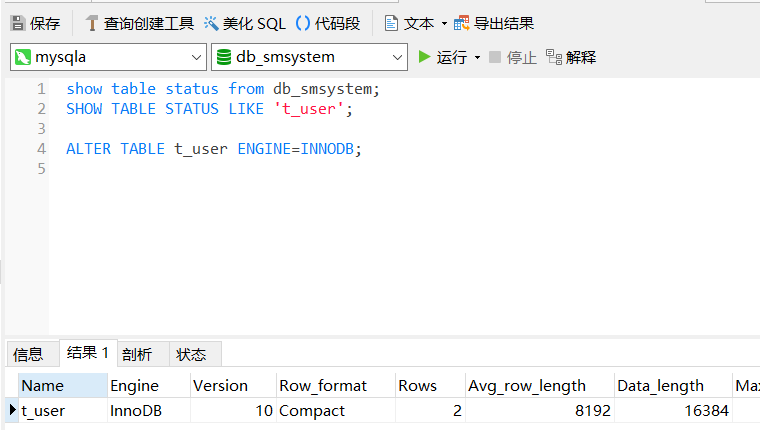 保存 查询创建工具 美化 SQL 代码段 文本 导出结果
mysqla db_smsystem 运行 停止 解释
1 show table status from db_smsystem;
2 SHOW TABLE STATUS LIKE 't_user';
3
4 ALTER TABLE t_user ENGINE=INNODB;
5
信息 结果 1 剖析 状态
Name Engine Version Row_format Rows Avg_row_length Data_length Max
t_user InnoDB 10 Compact 2 8192 16384